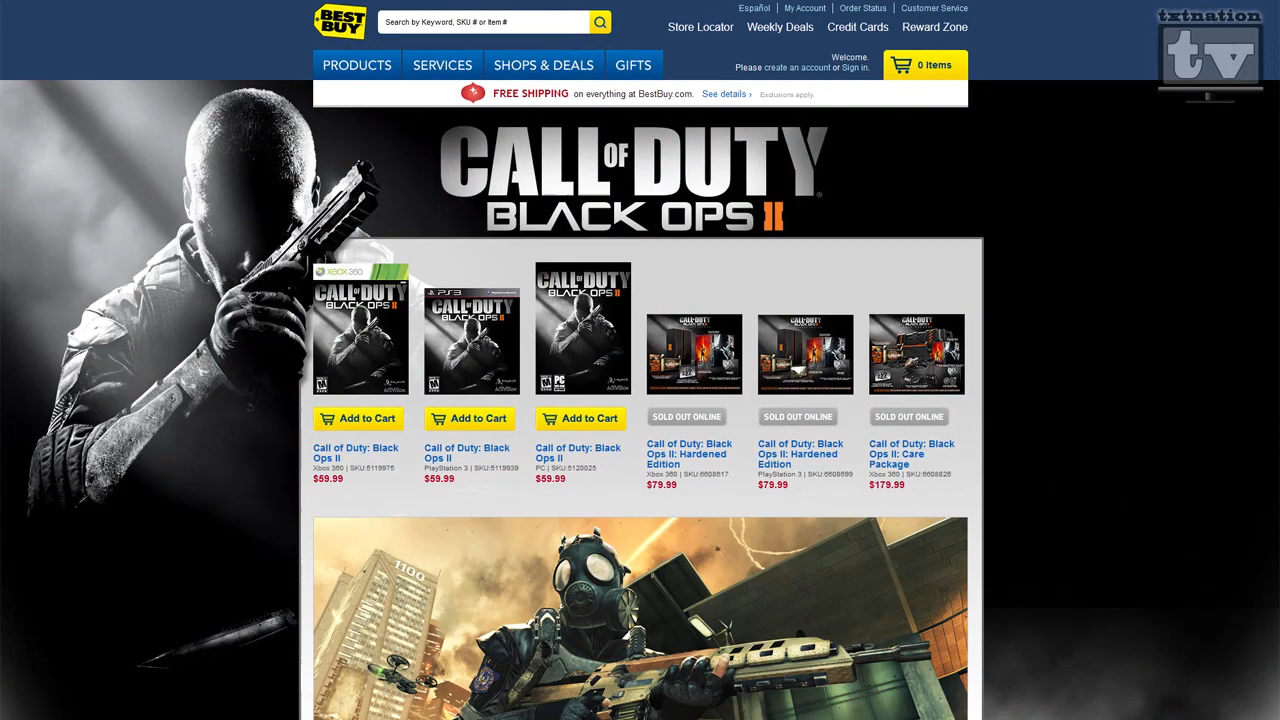 BEST
BUY
Search by Keyword, SKU # or Item #
Español
My Account
Order Status
Customer Service
Store Locator
Weekly Deals
Credit Cards
Reward Zone
PRODUCTS
SERVICES
SHOPS & DEALS
GIFTS
Welcome.
Please create an account or Sign in.
0 Items
txtnation
tv
FREE SHIPPING on everything at BestBuy.com. See details › Exclusions apply.
CALL OF DUTY
BLACK OPS II
XBOX 360
CALL OF DUTY
BLACK OPS II
PS3
CALL OF DUTY
BLACK OPS II
CALL OF DUTY
BLACK OPS II
PC
Add to Cart
Add to Cart
Add to Cart
SOLD OUT ONLINE
SOLD OUT ONLINE
SOLD OUT ONLINE
Call of Duty: Black
Ops II
Xbox 360 | SKU:5119975
$59.99
Call of Duty: Black
Ops II
PlayStation 3 | SKU:5119939
$59.99
Call of Duty: Black
Ops II
PC | SKU:5120025
$59.99
Call of Duty: Black
Ops II: Hardened
Edition
Xbox 360 | SKU:6608617
$79.99
Call of Duty: Black
Ops II: Hardened
Edition
PlayStation 3 | SKU:6608699
$79.99
Call of Duty: Black
Ops II: Care
Package
Xbox 360 | SKU:6608826
$179.99
1100